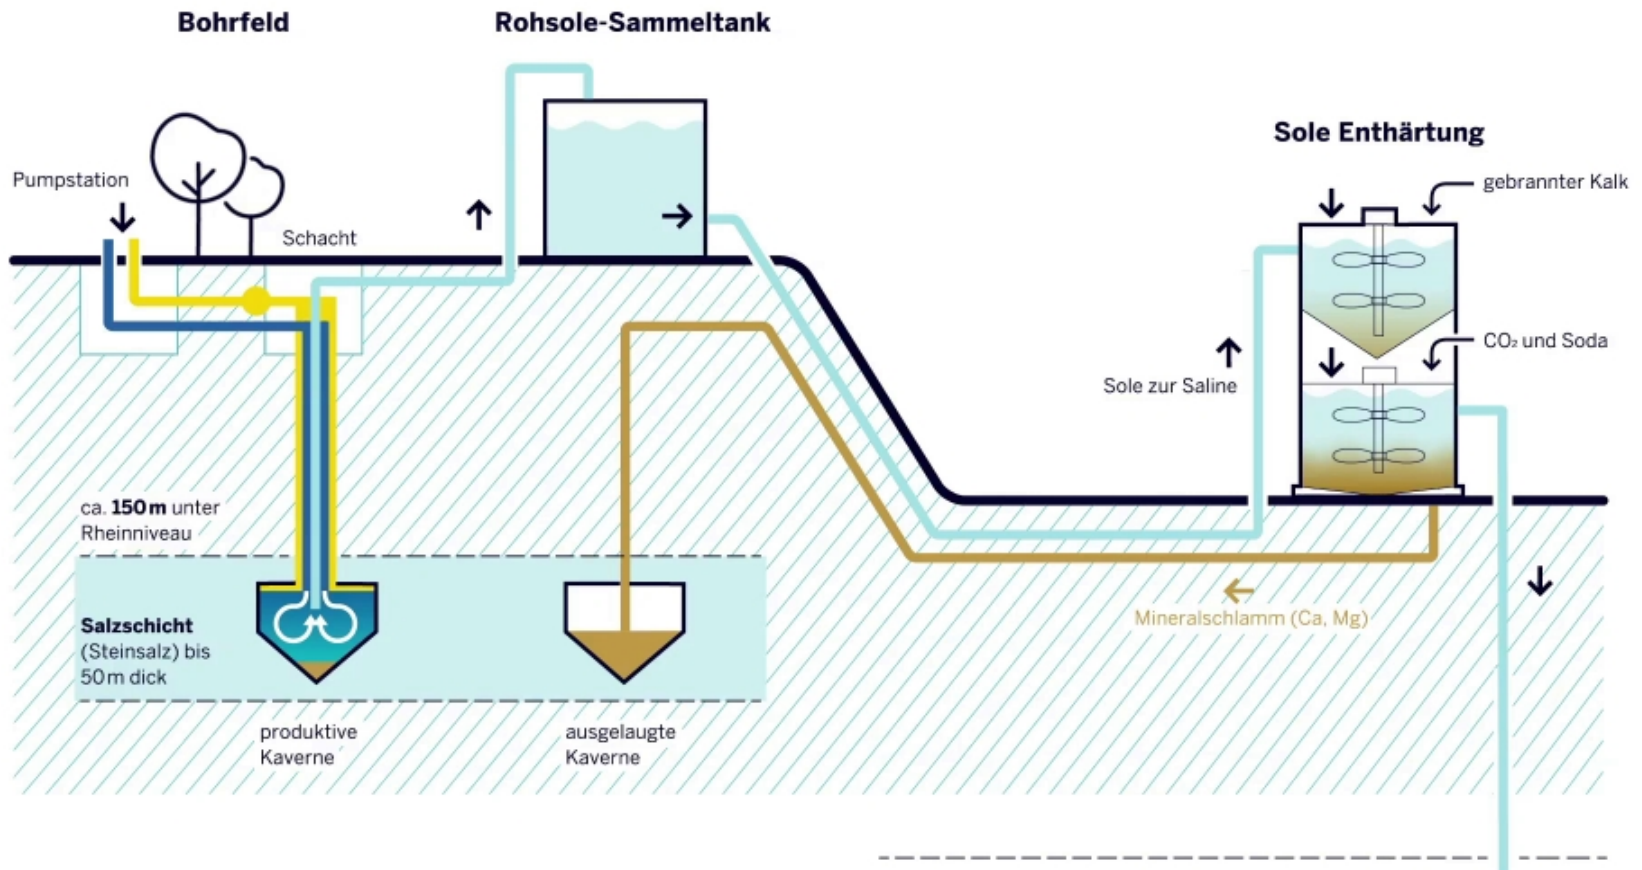 Bohrfeld
Rohsole-Sammeltank
Sole Enthärtung
Pumpstation
gebrannter Kalk
Schacht
CO₂ und Soda
Sole zur Saline
ca. 150 m unter
Rheinniveau
Mineralschlamm (Ca, Mg)
Salzschicht
(Steinsalz) bis
50 m dick
produktive
Kaverne
ausgelaugte
Kaverne